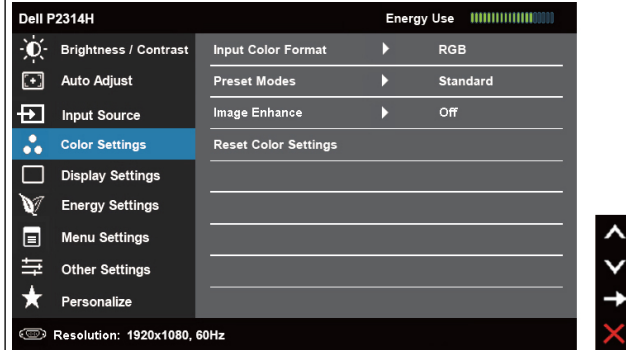 Dell P2314H Energy Use
Brightness / Contrast Input Color Format RGB
Auto Adjust Preset Modes Standard
Input Source Image Enhance Off
Color Settings Reset Color Settings
Display Settings
Energy Settings
Menu Settings
Other Settings
Personalize
Resolution: 1920x1080, 60Hz